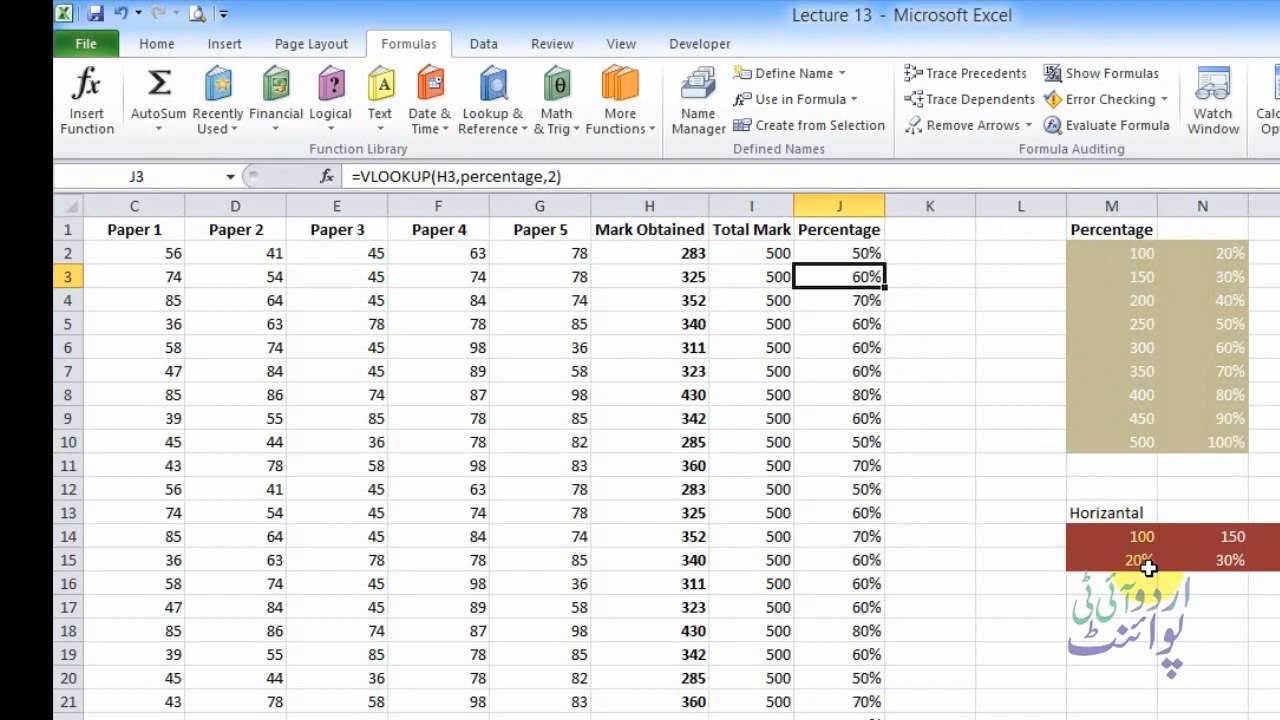 Lecture 13 - Microsoft Excel
File Home Insert Page Layout Formulas Data Review View Developer
fx Insert Function Σ AutoSum Recently Used Financial Logical ? Text A Date & Time Lookup & Reference Math & Trig θ More Functions Name Manager Define Name Use in Formula Create from Selection Trace Precedents Trace Dependents Remove Arrows Show Formulas Error Checking Evaluate Formula Watch Window
Function Library Defined Names Formula Auditing
J3 fx =VLOOKUP(H3,percentage,2)
C D E F G H I J K L M N
1 Paper 1 Paper 2 Paper 3 Paper 4 Paper 5 Mark Obtained Total Mark Percentage Percentage
2 56 41 45 63 78 283 500 50% 100 20%
3 74 54 45 74 78 325 500 60% 150 30%
4 85 64 45 84 74 352 500 70% 200 40%
5 36 63 78 78 85 340 500 60% 250 50%
6 58 74 45 98 36 311 500 60% 300 60%
7 47 84 45 89 58 323 500 60% 350 70%
8 85 86 74 87 98 430 500 80% 400 80%
9 39 55 85 78 85 342 500 60% 450 90%
10 45 44 36 78 82 285 500 50% 500 100%
11 43 78 58 98 83 360 500 70%
12 56 41 45 63 78 283 500 50%
13 74 54 45 74 78 325 500 60% Horizantal
14 85 64 45 84 74 352 500 70% 100 150
15 36 63 78 78 85 340 500 60% 20% 30%
16 58 74 45 98 36 311 500 60%
17 47 84 45 89 58 323 500 60%
18 85 86 74 87 98 430 500 80%
19 39 55 85 78 85 342 500 60%
20 45 44 36 78 82 285 500 50%
21 43 78 58 98 83 360 500 70%
اردو آئی ٹی
پوائنٹ